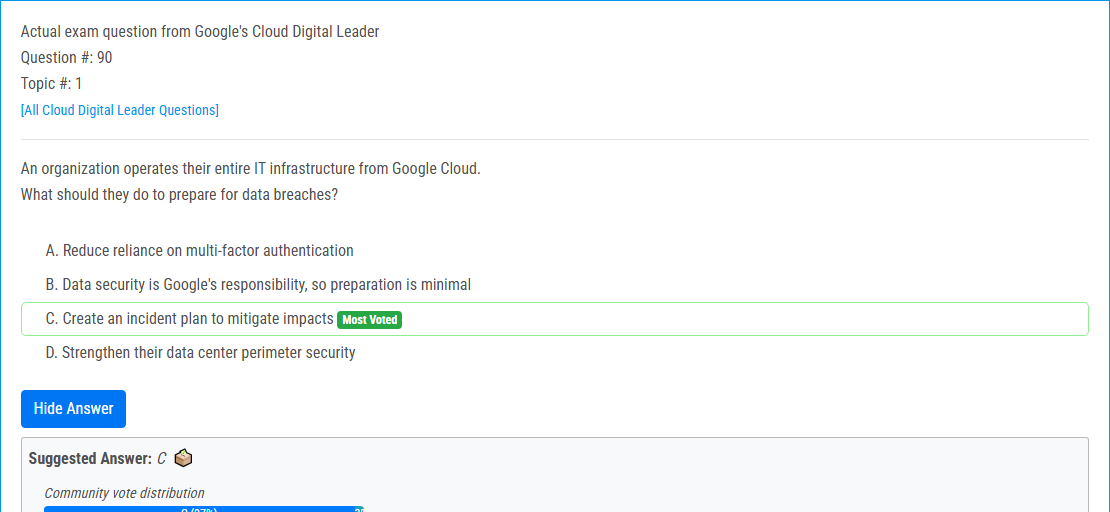 Actual exam question from Google's Cloud Digital Leader
Question #: 90
Topic #: 1
[All Cloud Digital Leader Questions]
An organization operates their entire IT infrastructure from Google Cloud.
What should they do to prepare for data breaches?
A. Reduce reliance on multi-factor authentication
B. Data security is Google's responsibility, so preparation is minimal
C. Create an incident plan to mitigate impacts Most Voted
D. Strengthen their data center perimeter security
Hide Answer
Suggested Answer: C
Community vote distribution